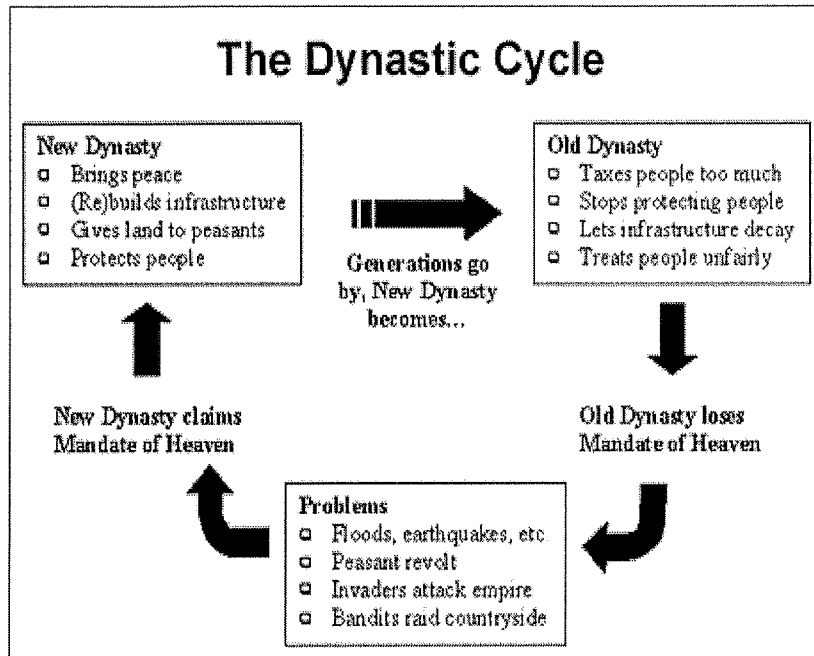 The Dynastic Cycle
New Dynasty
Brings peace
(Re)builds infrastructure
Gives land to peasants
Protects people
Generations go
by, New Dynasty
becomes...
Old Dynasty
Taxes people too much
Stops protecting people
Lets infrastructure decay
Treats people unfairly
Old Dynasty loses
Mandate of Heaven
Problems
Floods, earthquakes, etc
Peasant revolt
Invaders attack empire
Bandits raid countryside
New Dynasty claims
Mandate of Heaven